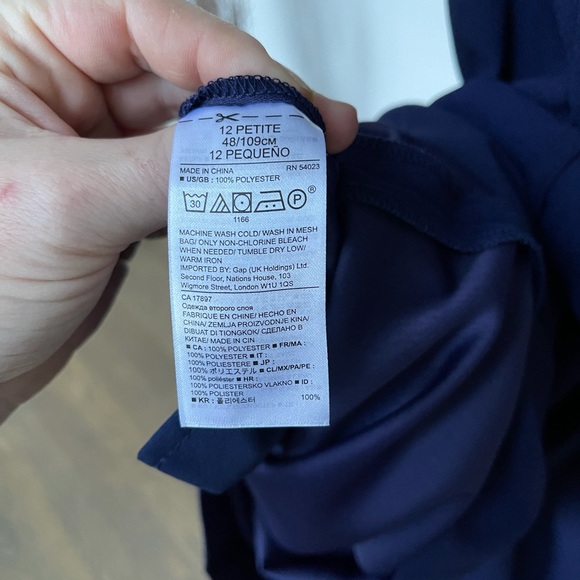 12 PETITE
48/109CM
12 PEQUEÑO
MADE IN CHINA RN 54023
■ US/GB : 100% POLYESTER
30 P ®
1166
MACHINE WASH COLD/ WASH IN MESH
BAG/ ONLY NON-CHLORINE BLEACH
WHEN NEEDED/ TUMBLE DRY LOW/
WARM IRON
IMPORTED BY: Gap (UK Holdings) Ltd.
Second Floor, Nations House, 103
Wigmore Street, London W1U 1QS
CA 17897
Одежда второго слоя
FABRIQUE EN CHINE/ HECHO EN
CHINA/ ZEMLJA PROIZVODNJE KINA/
DIBUAT DI TIONGKOK/ СДЕЛАНО В
КИТАЕ/ MADE IN CIN
■ CA : 100% POLYESTER ■ FR/MA :
100% POLYESTER ■ IT :
100% POLIESTERE ■ JP :
100% ポリエステル ■ CL/MX/PA/PE :
100% poliéster ■ HR :
100% POLIESTERSKO VLAKNO ■ ID :
100% POLISTER
■ KR : 폴리에스터 100%